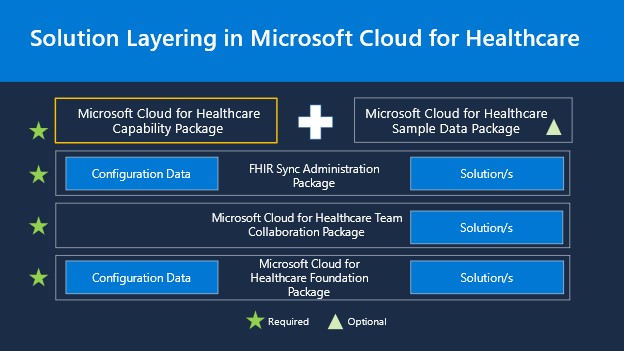 Solution Layering in Microsoft Cloud for Healthcare
Microsoft Cloud for Healthcare
Capability Package
Microsoft Cloud for Healthcare
Sample Data Package
Configuration Data
FHIR Sync Administration
Package
Solution/s
Microsoft Cloud for Healthcare Team
Collaboration Package
Solution/s
Configuration Data
Microsoft Cloud for
Healthcare Foundation
Package
Solution/s
Required
Optional